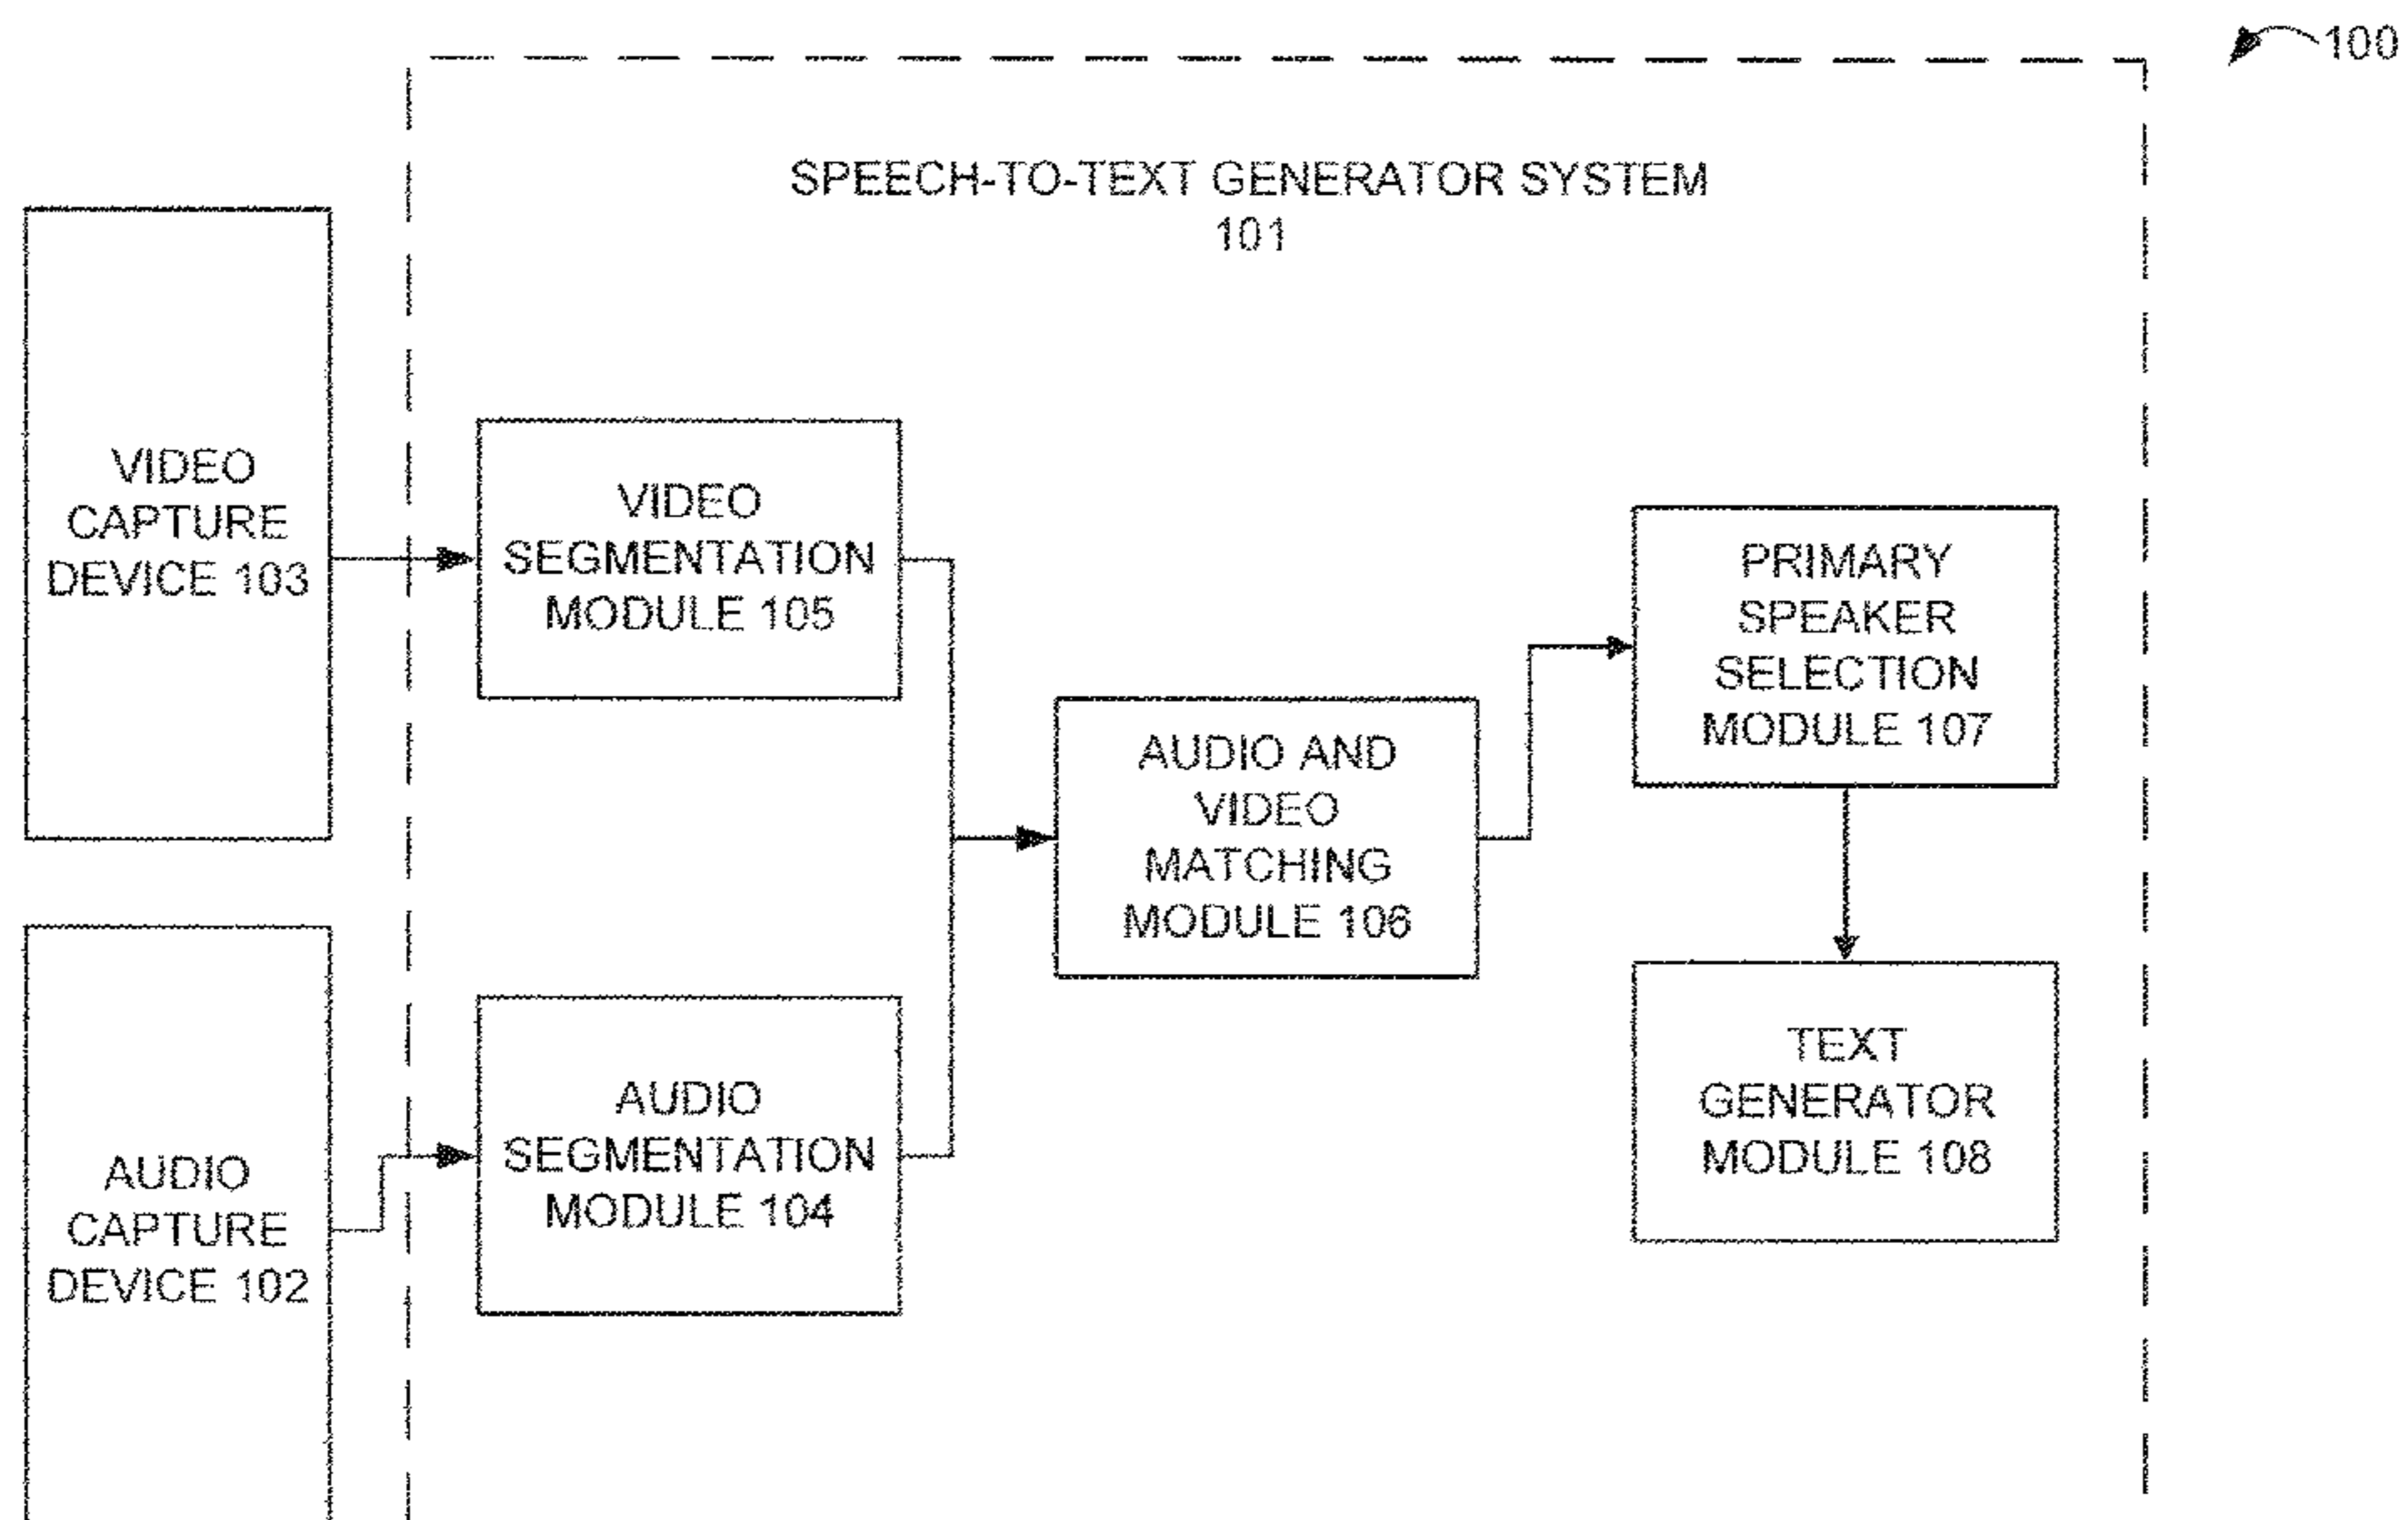 100
SPEECH-TO-TEXT GENERATOR SYSTEM
101
VIDEO
CAPTURE
DEVICE 103
VIDEO
SEGMENTATION
MODULE 105
PRIMARY
SPEAKER
SELECTION
MODULE 107
AUDIO AND
VIDEO
MATCHING
MODULE 106
AUDIO
CAPTURE
DEVICE 102
AUDIO
SEGMENTATION
MODULE 104
TEXT
GENERATOR
MODULE 108